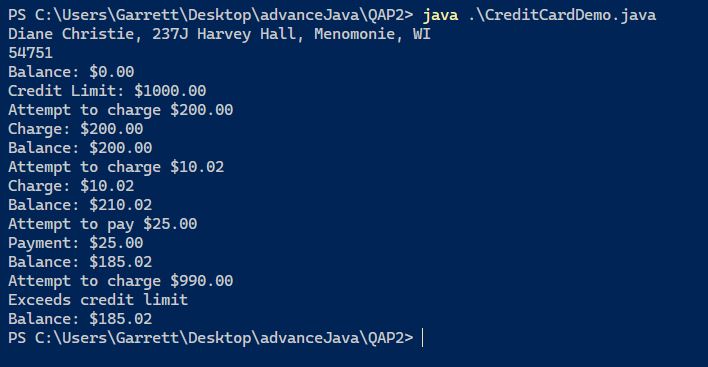 PS C:\Users\Garrett\Desktop\advanceJava\QAP2> java .\CreditCardDemo.java
Diane Christie, 237J Harvey Hall, Menomonie, WI
54751
Balance: $0.00
Credit Limit: $1000.00
Attempt to charge $200.00
Charge: $200.00
Balance: $200.00
Attempt to charge $10.02
Charge: $10.02
Balance: $210.02
Attempt to pay $25.00
Payment: $25.00
Balance: $185.02
Attempt to charge $990.00
Exceeds credit limit
Balance: $185.02
PS C:\Users\Garrett\Desktop\advanceJava\QAP2>